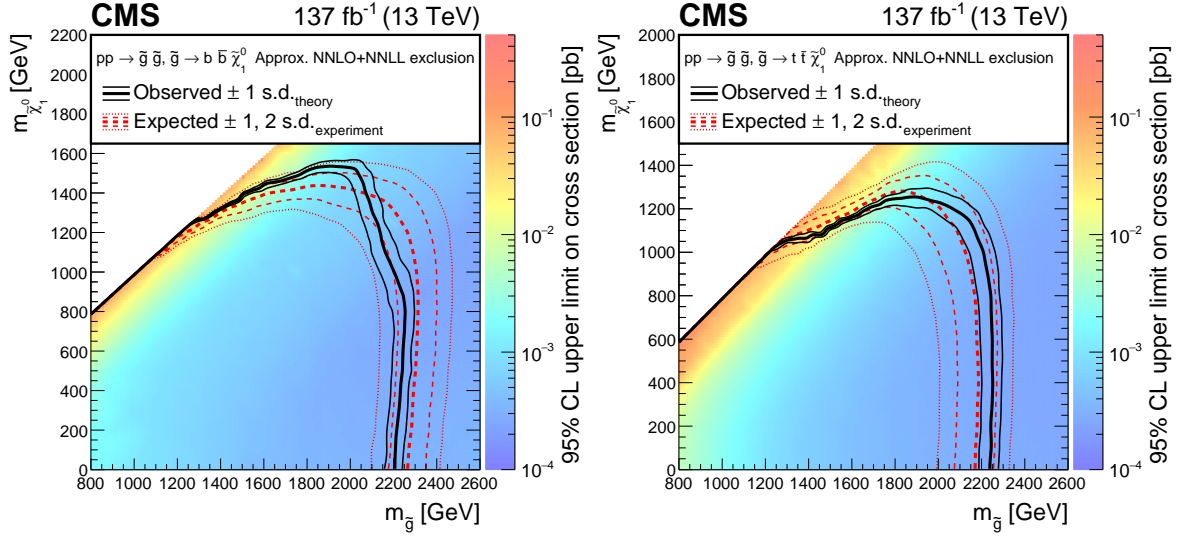 CMS 137 fb⁻¹ (13 TeV)
pp → g̃ g̃, g̃ → b b̄ χ̃⁰₁ Approx. NNLO+NNLL exclusion
Observed ± 1 s.d.theory
Expected ± 1, 2 s.d.experiment
m χ̃⁰₁ [GeV]
2200
2000
1800
1600
1400
1200
1000
800
600
400
200
0
800 1000 1200 1400 1600 1800 2000 2200 2400 2600
m g̃ [GeV]
10⁻¹
10⁻²
10⁻³
10⁻⁴
95% CL upper limit on cross section [pb]
CMS 137 fb⁻¹ (13 TeV)
pp → g̃ g̃, g̃ → t t̄ χ̃⁰₁ Approx. NNLO+NNLL exclusion
Observed ± 1 s.d.theory
Expected ± 1, 2 s.d.experiment
m χ̃⁰₁ [GeV]
2000
1800
1600
1400
1200
1000
800
600
400
200
0
800 1000 1200 1400 1600 1800 2000 2200 2400 2600
m g̃ [GeV]
10⁻¹
10⁻²
10⁻³
10⁻⁴
95% CL upper limit on cross section [pb]